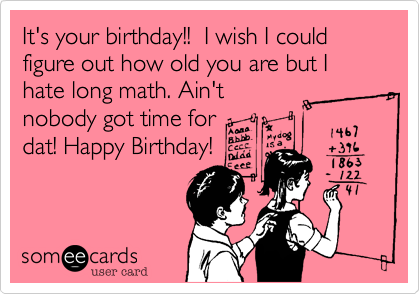 It's your birthday!! I wish I could
figure out how old you are but I
hate long math. Ain't
nobody got time for
dat! Happy Birthday!
Aaaa
Bbbb
Cccc
Dddd
Eeee
My dog
is a
1467
+396
1863
- 122
41
someecards
user card